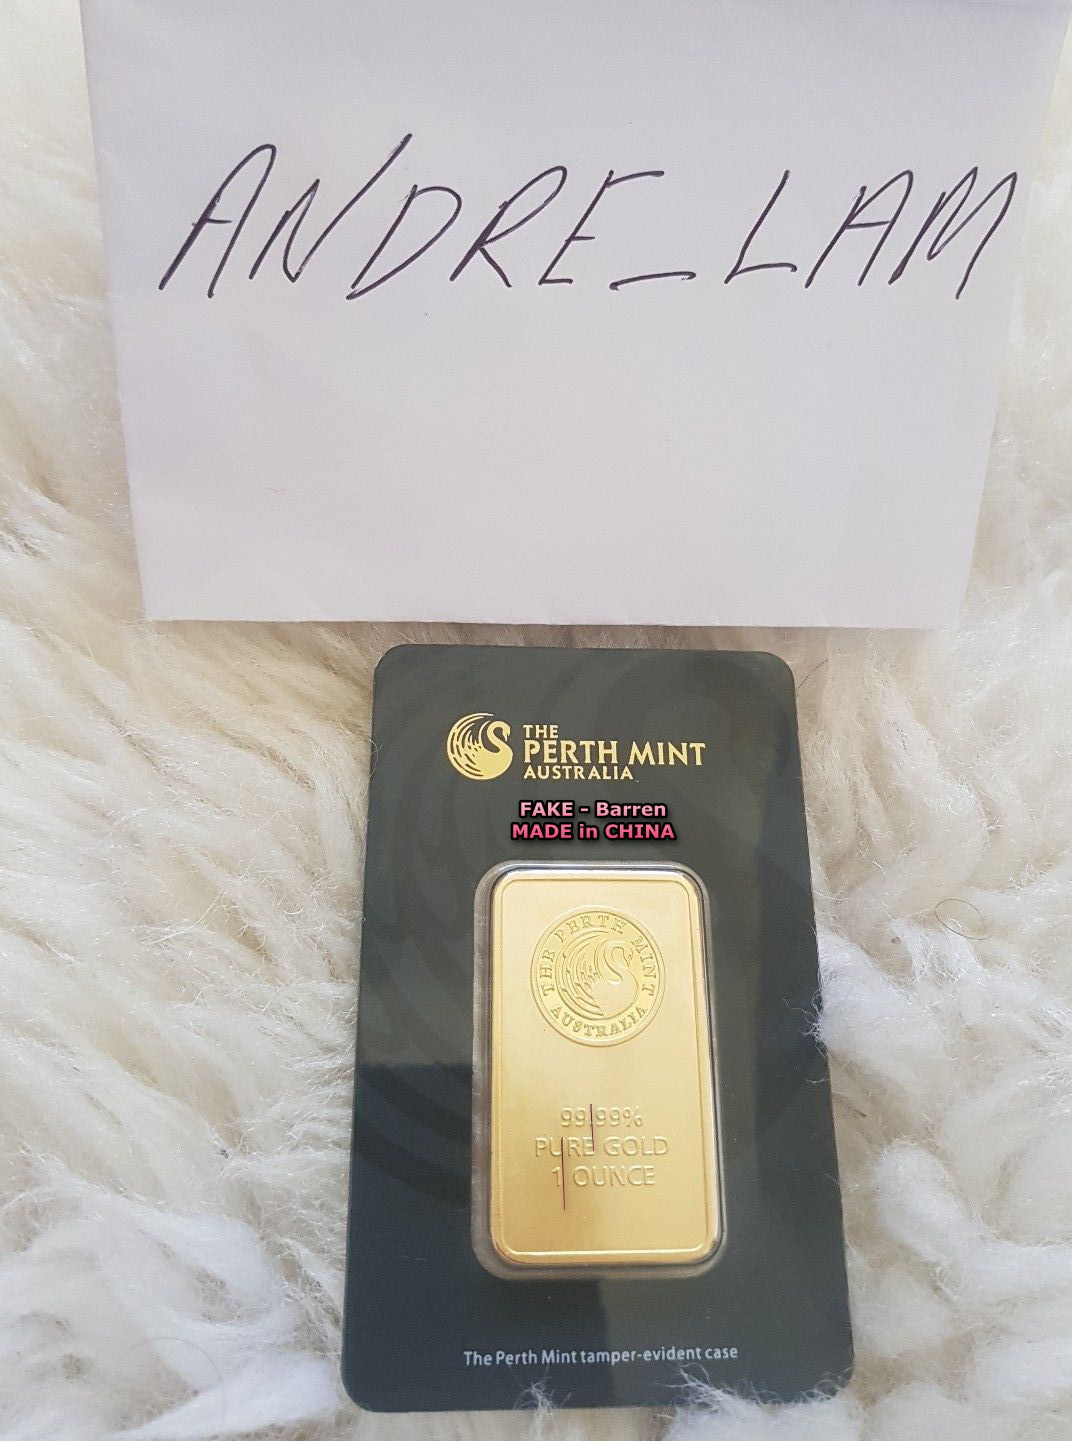 ANDRE_LAM
THE
PERTH MINT
AUSTRALIA
FAKE - Barren
MADE in CHINA
THE PERTH MINT
AUSTRALIA
99.99%
PURE GOLD
1 OUNCE
The Perth Mint tamper-evident case